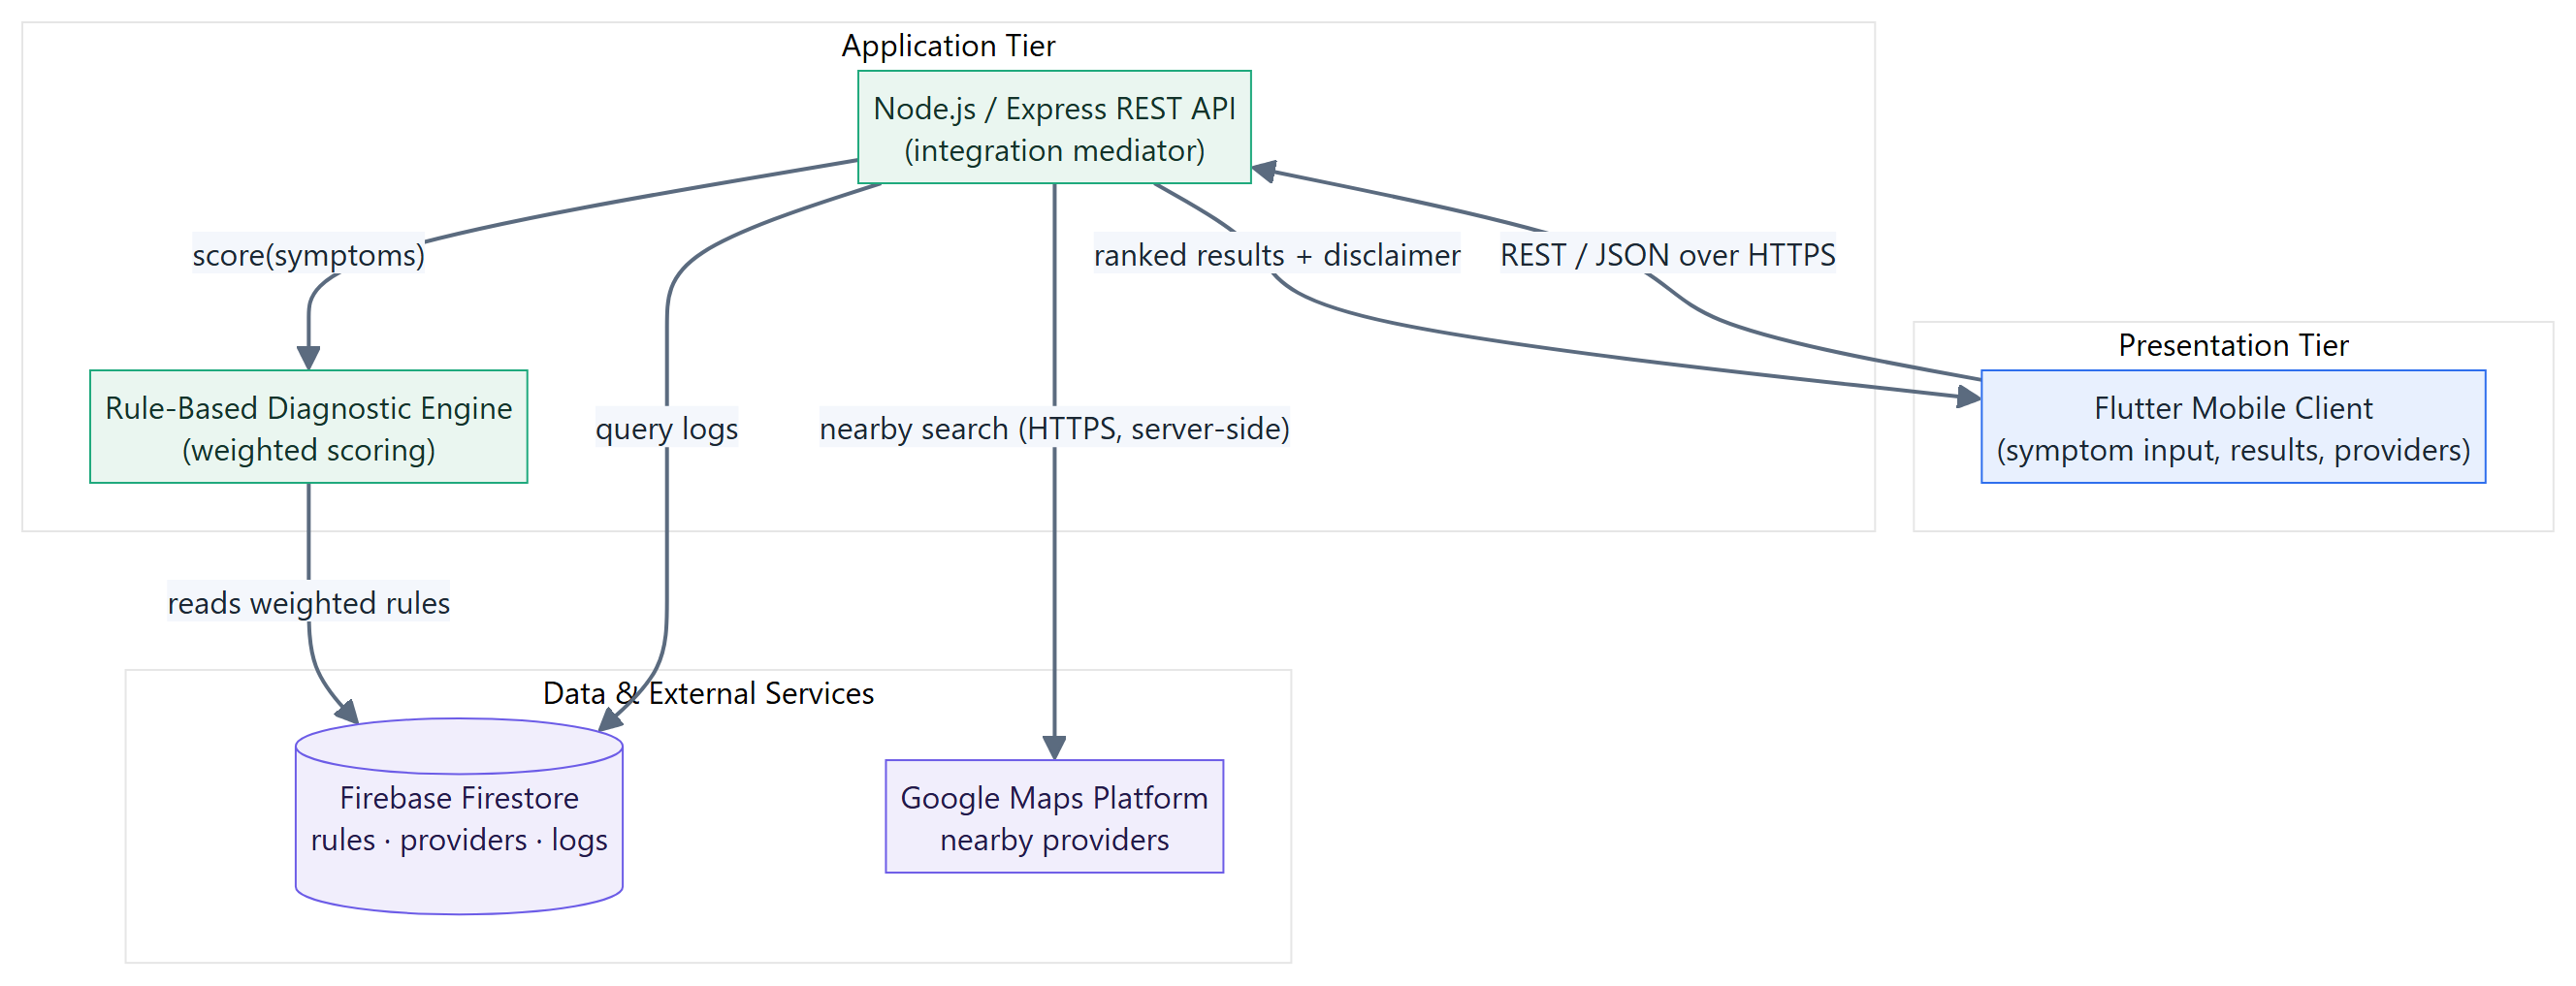 Application Tier
Node.js / Express REST API
(integration mediator)
score(symptoms)
ranked results + disclaimer
REST / JSON over HTTPS
Presentation Tier
Rule-Based Diagnostic Engine
(weighted scoring)
query logs
nearby search (HTTPS, server-side)
Flutter Mobile Client
(symptom input, results, providers)
reads weighted rules
Data & External Services
Firebase Firestore
rules · providers · logs
Google Maps Platform
nearby providers